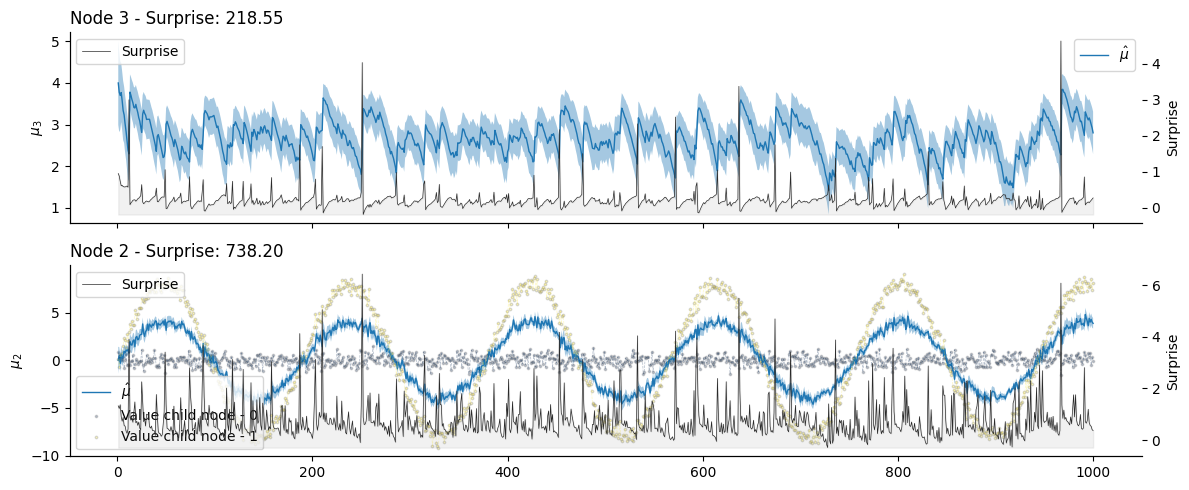 Node 3 - Surprise: 218.55
Surprise
μ̂
5
4
3
2
1
μ3
4
3
2
1
0
Surprise
Node 2 - Surprise: 738.20
Surprise
μ̂
Value child node - 0
Value child node - 1
5
0
−5
−10
μ2
6
4
2
0
Surprise
0
200
400
600
800
1000